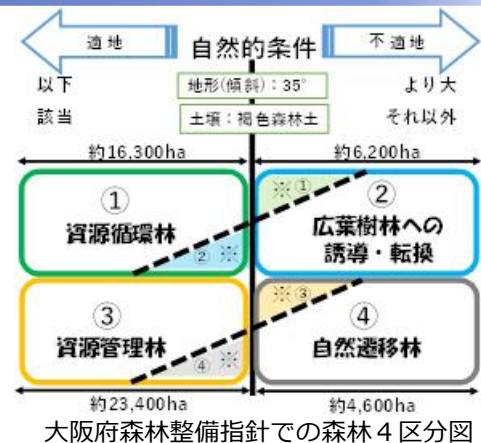 適地
自然的条件
不適地
以下
地形(傾斜):35°
より大
該当
土壌:褐色森林土
それ以外
約16,300ha
約6,200ha
①
資源循環林
※①
②
広葉樹林への
誘導・転換
② ※
③
資源管理林
※③
④
自然遷移林
④ ※
約23,400ha
約4,600ha
大阪府森林整備指針での森林４区分図